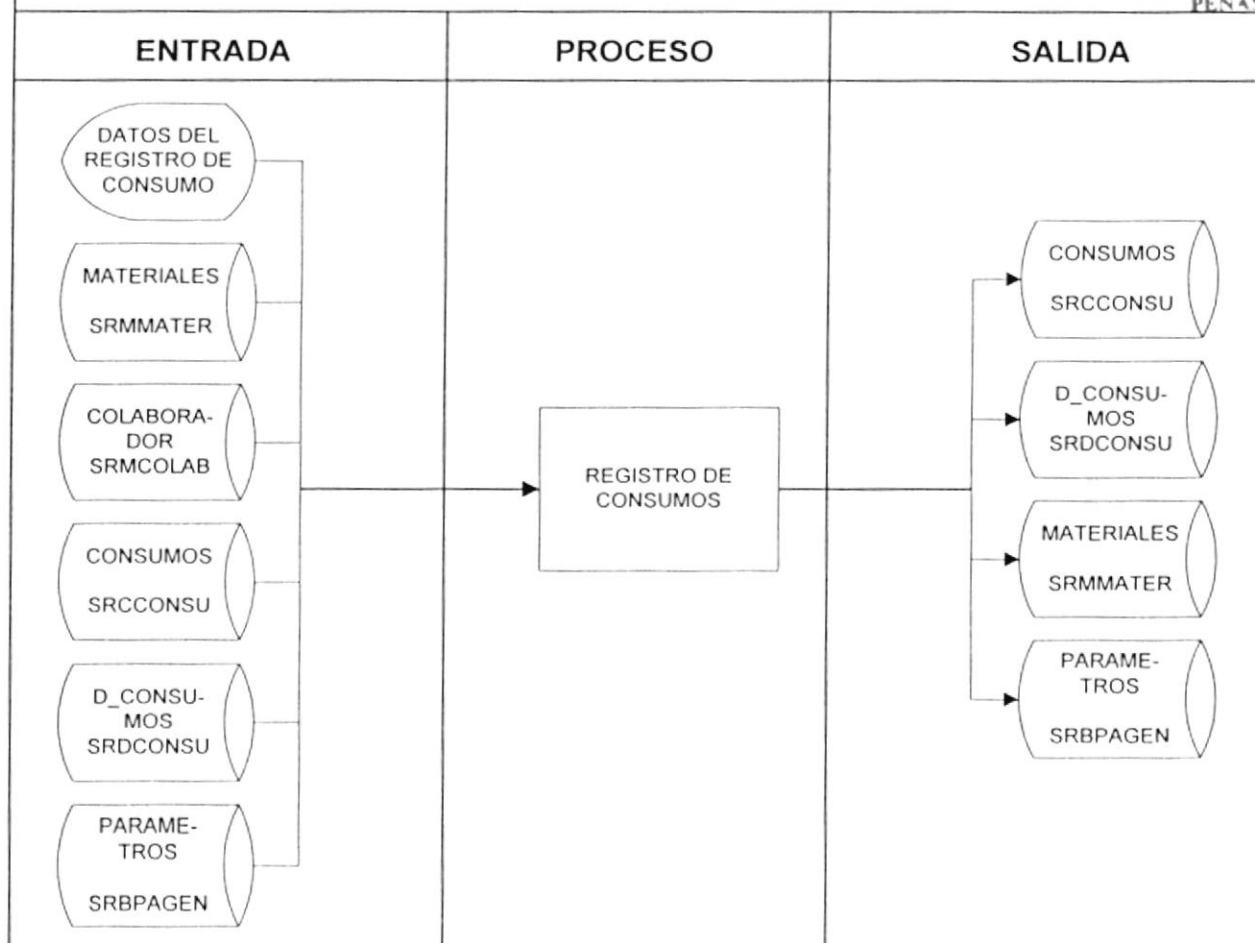 ENTRADA
PROCESO
SALIDA
DATOS DEL
REGISTRO DE
CONSUMO
MATERIALES
SRMMATER
COLABORA-
DOR
SRMCOLAB
CONSUMOS
SRCCONSU
D_CONSU-
MOS
SRDCONSU
PARAME-
TROS
SRBPAGEN
REGISTRO DE
CONSUMOS
CONSUMOS
SRCCONSU
D_CONSU-
MOS
SRDCONSU
MATERIALES
SRMMATER
PARAME-
TROS
SRBPAGEN